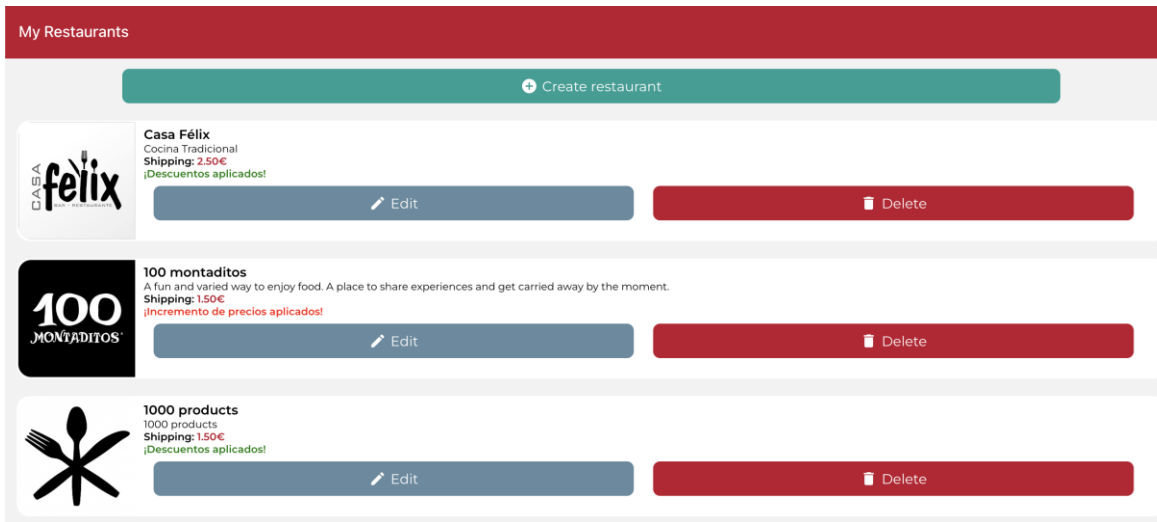 My Restaurants
Create restaurant
CASA
felix
BAR - RESTAURANTE
Casa Félix
Cocina Tradicional
Shipping: 2.50€
¡Descuentos aplicados!
Edit
Delete
100
MONTADITOS
100 montaditos
A fun and varied way to enjoy food. A place to share experiences and get carried away by the moment.
Shipping: 1.50€
¡Incremento de precios aplicados!
Edit
Delete
1000 products
1000 products
Shipping: 1.50€
¡Descuentos aplicados!
Edit
Delete